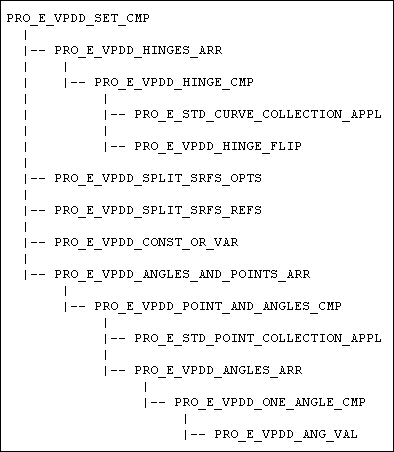 PRO_E_VPDD_SET_CMP
|
|-- PRO_E_VPDD_HINGES_ARR
|    |
|    |-- PRO_E_VPDD_HINGE_CMP
|         |
|         |-- PRO_E_STD_CURVE_COLLECTION_APPL
|         |
|         |-- PRO_E_VPDD_HINGE_FLIP
|
|-- PRO_E_VPDD_SPLIT_SRFS_OPTS
|
|-- PRO_E_VPDD_SPLIT_SRFS_REFS
|
|-- PRO_E_VPDD_CONST_OR_VAR
|
|-- PRO_E_VPDD_ANGLES_AND_POINTS_ARR
     |
     |-- PRO_E_VPDD_POINT_AND_ANGLES_CMP
          |
          |-- PRO_E_STD_POINT_COLLECTION_APPL
          |
          |-- PRO_E_VPDD_ANGLES_ARR
               |
               |-- PRO_E_VPDD_ONE_ANGLE_CMP
                    |
                    |-- PRO_E_VPDD_ANG_VAL